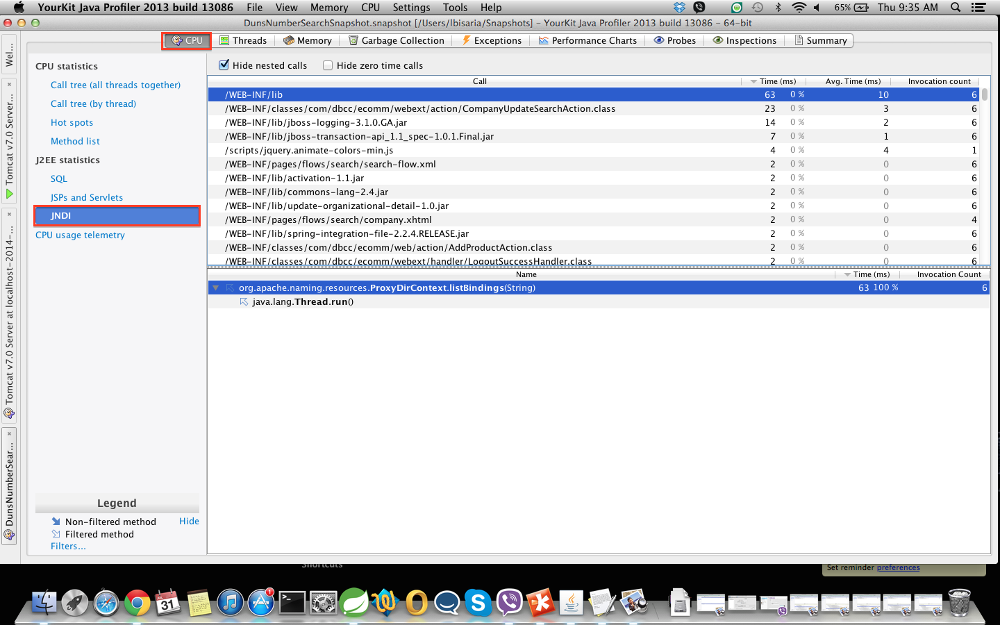 YourKit Java Profiler 2013 build 13086 File View Memory CPU Settings Tools Help 65% Thu 9:35 AM
DunsNumberSearchSnapshot.snapshot [/Users/lbisaria/Snapshots] – YourKit Java Profiler 2013 build 13086 – 64-bit
CPU Threads Memory Garbage Collection Exceptions Performance Charts Probes Inspections Summary
Wel...
Tomcat v7.0 Server...
Tomcat v7.0 Server at localhost-2014-...
DunsNumberSear...
CPU statistics
Call tree (all threads together)
Call tree (by thread)
Hot spots
Method list
J2EE statistics
SQL
JSPs and Servlets
JNDI
CPU usage telemetry
Legend
Non-filtered method Hide
Filtered method
Filters...
Hide nested calls Hide zero time calls
Call Time (ms) Avg. Time (ms) Invocation count
/WEB-INF/lib 63 0 % 10 6
/WEB-INF/classes/com/dbcc/ecomm/webext/action/CompanyUpdateSearchAction.class 23 0 % 3 6
/WEB-INF/lib/jboss-logging-3.1.0.GA.jar 14 0 % 2 6
/WEB-INF/lib/jboss-transaction-api_1.1_spec-1.0.1.Final.jar 7 0 % 1 6
/scripts/jquery.animate-colors-min.js 4 0 % 4 1
/WEB-INF/pages/flows/search/search-flow.xml 2 0 % 0 6
/WEB-INF/lib/activation-1.1.jar 2 0 % 0 6
/WEB-INF/lib/commons-lang-2.4.jar 2 0 % 0 6
/WEB-INF/lib/update-organizational-detail-1.0.jar 2 0 % 0 6
/WEB-INF/pages/flows/search/company.xhtml 2 0 % 0 4
/WEB-INF/lib/spring-integration-file-2.2.4.RELEASE.jar 2 0 % 0 6
/WEB-INF/classes/com/dbcc/ecomm/web/action/AddProductAction.class 2 0 % 0 6
/WEB-INF/classes/com/dbcc/ecomm/webext/handler/LogoutSuccessHandler.class 2 0 % 0 6
Name Time (ms) Invocation Count
org.apache.naming.resources.ProxyDirContext.listBindings(String) 63 100 % 6
java.lang.Thread.run()
Shortcuts
Set reminder preferences
JUL
31
1